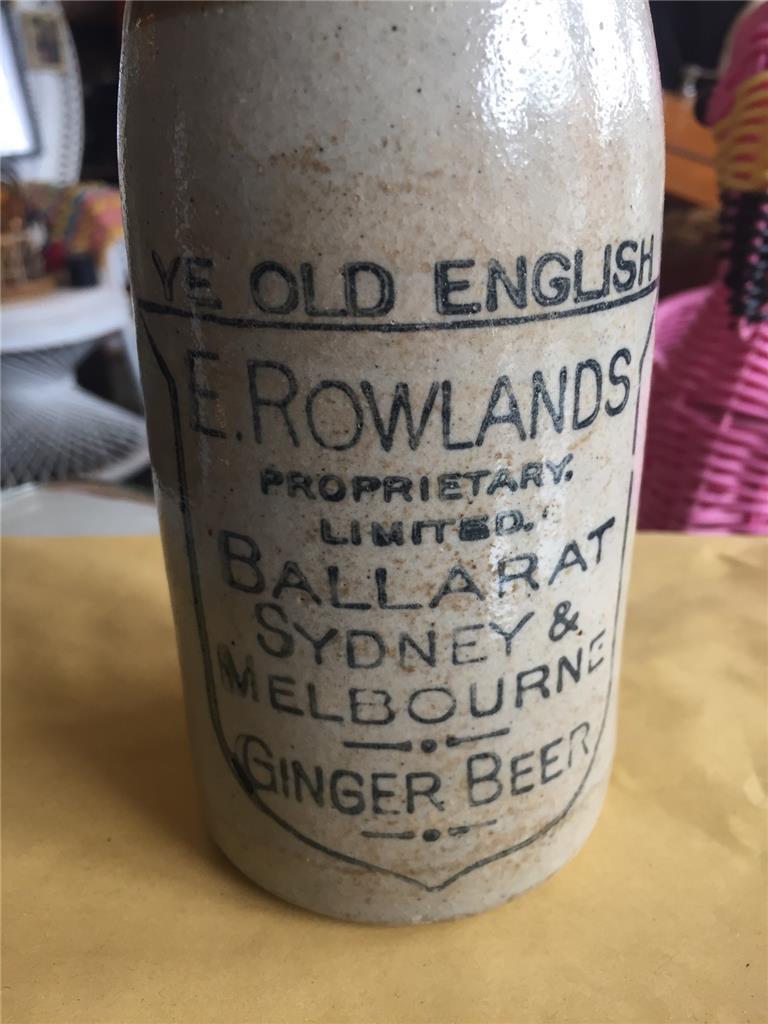 YE OLD ENGLISH
E. ROWLANDS
PROPRIETARY.
LIMITED.
BALLARAT
SYDNEY &
MELBOURNE
GINGER BEER